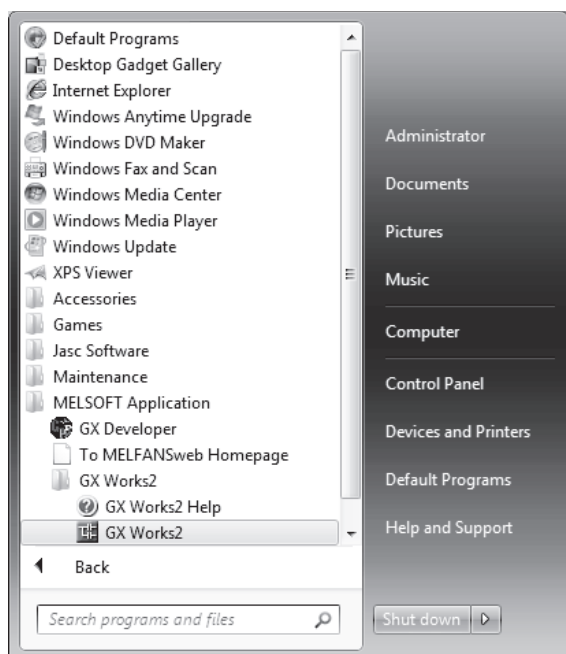 Default Programs
Desktop Gadget Gallery
Internet Explorer
Windows Anytime Upgrade
Windows DVD Maker
Windows Fax and Scan
Windows Media Center
Windows Media Player
Windows Update
XPS Viewer
Accessories
Games
Jasc Software
Maintenance
MELSOFT Application
GX Developer
To MELFANSweb Homepage
GX Works2
GX Works2 Help
GX Works2
Back
Search programs and files
Administrator
Documents
Pictures
Music
Computer
Control Panel
Devices and Printers
Default Programs
Help and Support
Shut down